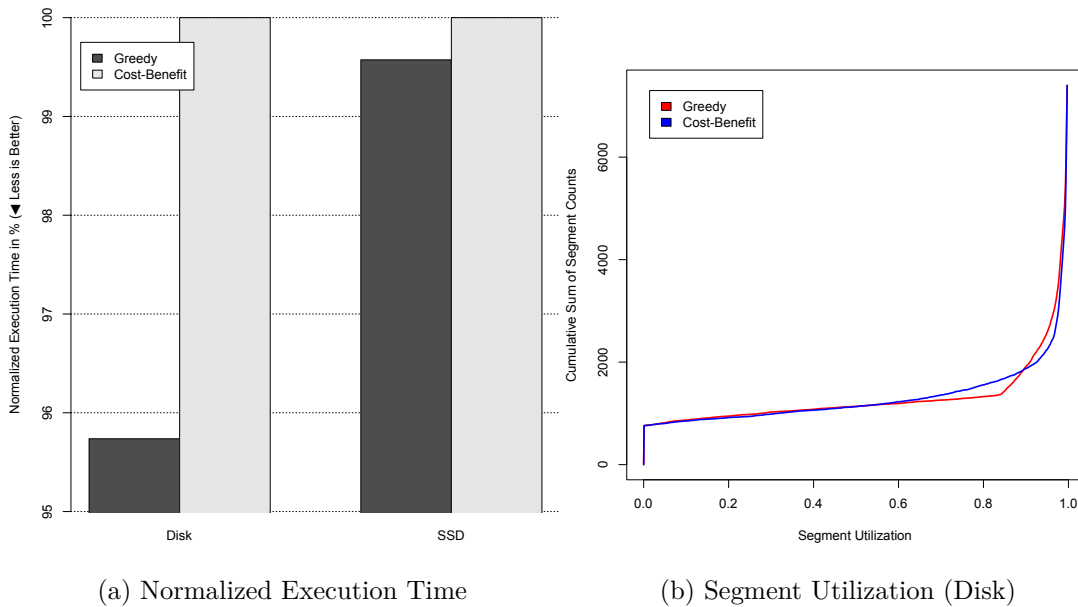 Normalized Execution Time in % (◀ Less is Better)
100
99
98
97
96
95
Greedy
Cost-Benefit
Disk
SSD
(a) Normalized Execution Time
Cumulative Sum of Segment Counts
6000
4000
2000
0
Greedy
Cost-Benefit
0.0 0.2 0.4 0.6 0.8 1.0
Segment Utilization
(b) Segment Utilization (Disk)